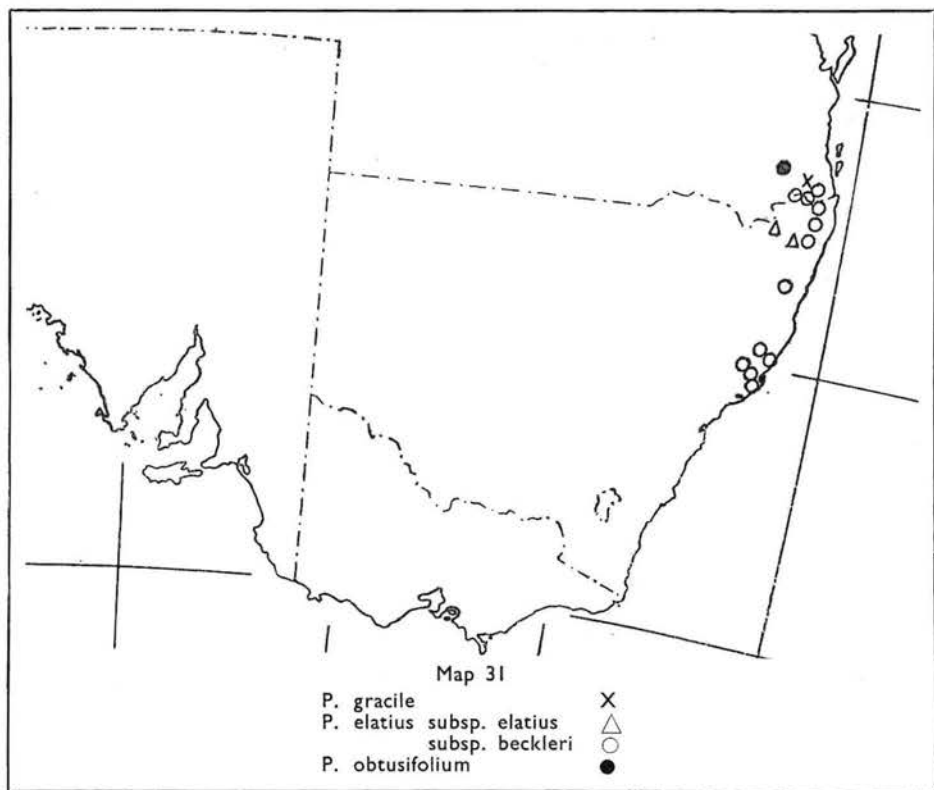 Map 31
P. gracile X
P. elatius subsp. elatius △
subsp. beckleri ○
P. obtusifolium ●